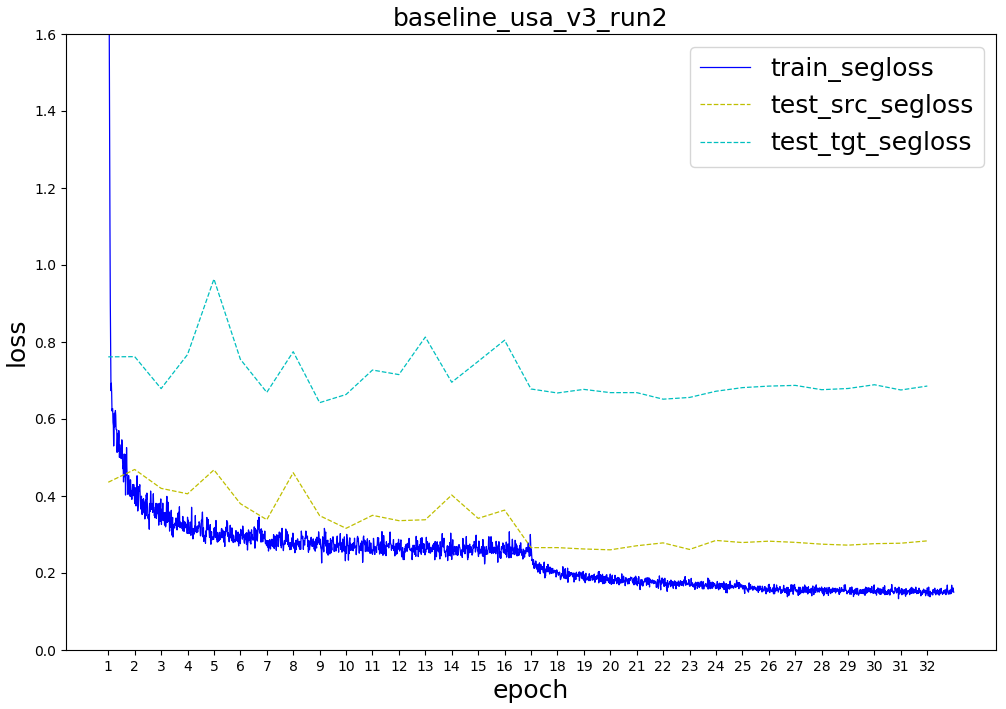 baseline_usa_v3_run2
train_segloss
test_src_segloss
test_tgt_segloss
loss
1.6
1.4
1.2
1.0
0.8
0.6
0.4
0.2
0.0
1 2 3 4 5 6 7 8 9 10 11 12 13 14 15 16 17 18 19 20 21 22 23 24 25 26 27 28 29 30 31 32
epoch